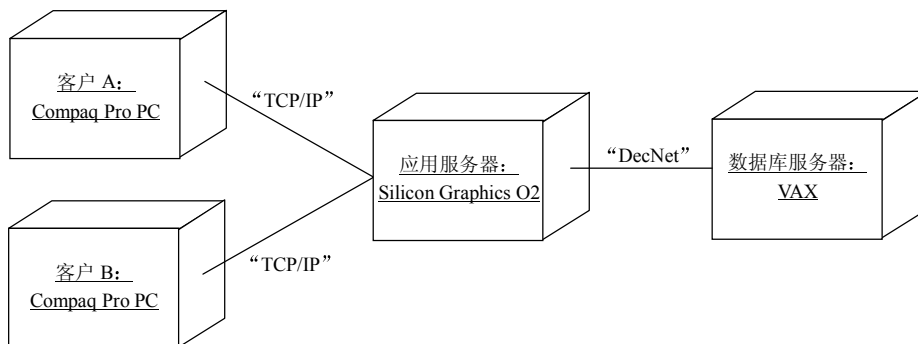 客户 A：
Compaq Pro PC
“TCP/IP”
应用服务器：
Silicon Graphics O2
“DecNet”
数据库服务器：
VAX
客户 B：
Compaq Pro PC
“TCP/IP”